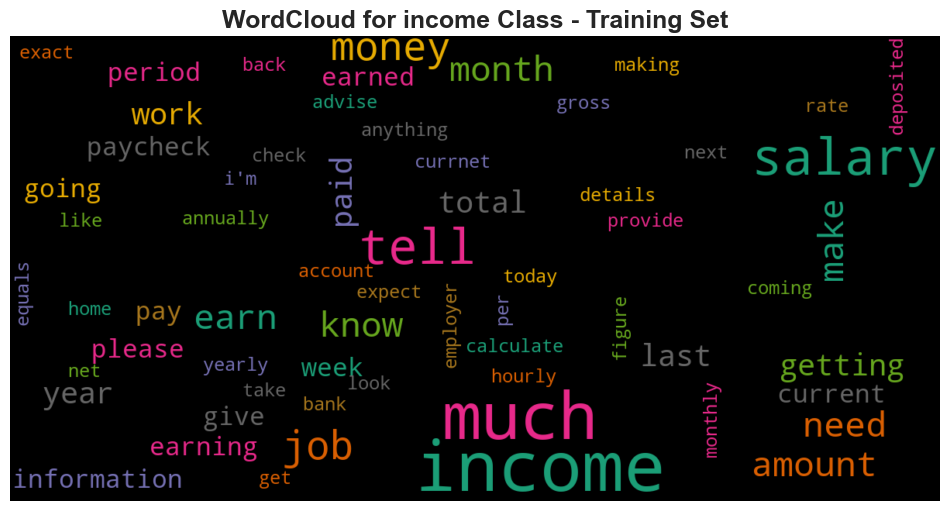 WordCloud for income Class - Training Set
exact
period
back
money
earned
month
making
deposited
work
advise
gross
rate
paycheck
check
anything
currnet
next
salary
going
i'm
paid
total
details
like
annually
tell
provide
make
equals
account
today
expect
coming
home
pay
earn
know
employer
per
calculate
figure
please
yearly
week
last
getting
net
look
hourly
year
take
bank
give
much
monthly
current
need
earning
job
income
amount
information
get